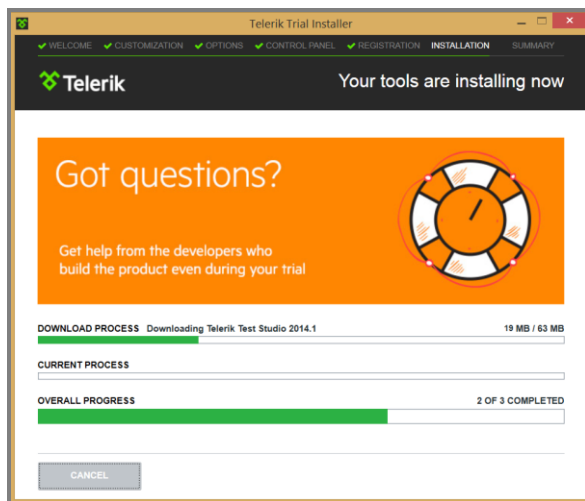 Telerik Trial Installer
WELCOME CUSTOMIZATION OPTIONS CONTROL PANEL REGISTRATION INSTALLATION SUMMARY
Telerik Your tools are installing now
Got questions?
Get help from the developers who
build the product even during your trial
DOWNLOAD PROCESS Downloading Telerik Test Studio 2014.1 19 MB / 63 MB
CURRENT PROCESS
OVERALL PROGRESS 2 OF 3 COMPLETED
CANCEL